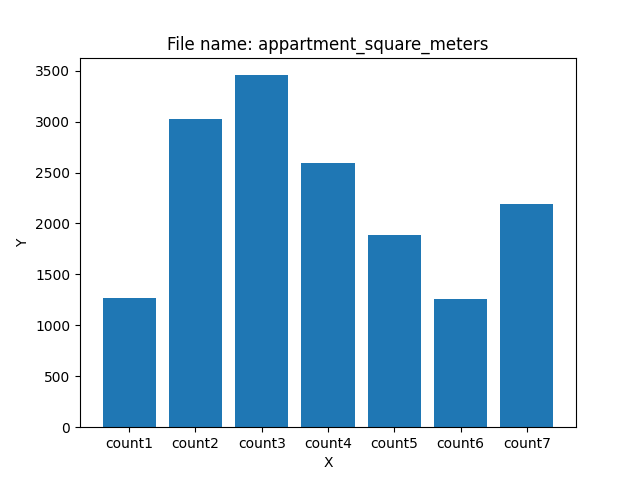 File name: appartment_square_meters
3500
3000
2500
2000
1500
1000
500
0
Y
count1 count2 count3 count4 count5 count6 count7
X